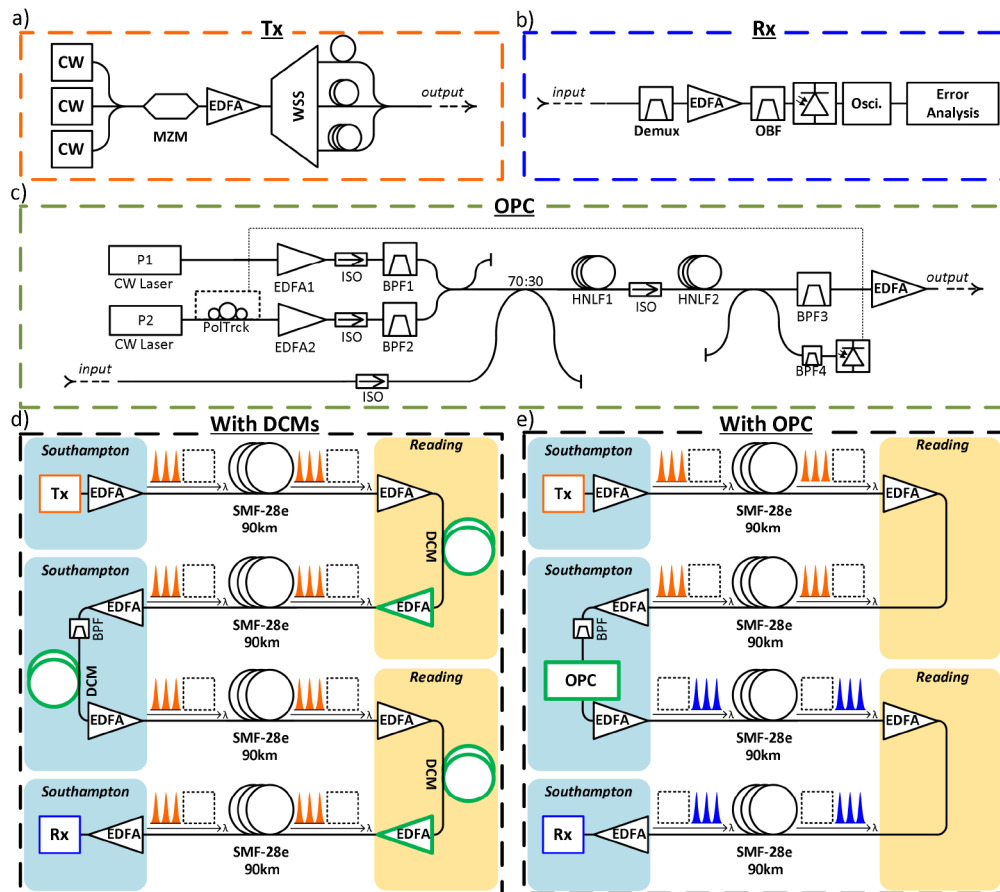 a)
Tx
CW
CW
CW
MZM
EDFA
WSS
output
b)
Rx
input
Demux
EDFA
OBF
Osci.
Error
Analysis
c)
OPC
P1
CW Laser
EDFA1
ISO
BPF1
P2
CW Laser
PolTrck
EDFA2
ISO
BPF2
70:30
HNLF1
ISO
HNLF2
BPF3
EDFA
output
BPF4
input
ISO
d)
With DCMs
Southampton
Reading
Tx
EDFA
λ
SMF-28e
90km
λ
EDFA
DCM
Southampton
EDFA
λ
SMF-28e
90km
λ
EDFA
BPF
DCM
Reading
EDFA
λ
SMF-28e
90km
λ
EDFA
DCM
Southampton
Rx
EDFA
λ
SMF-28e
90km
λ
EDFA
e)
With OPC
Southampton
Reading
Tx
EDFA
λ
SMF-28e
90km
λ
EDFA
Southampton
EDFA
λ
SMF-28e
90km
λ
BPF
OPC
Reading
EDFA
λ
SMF-28e
90km
λ
EDFA
Southampton
Rx
EDFA
λ
SMF-28e
90km
λ